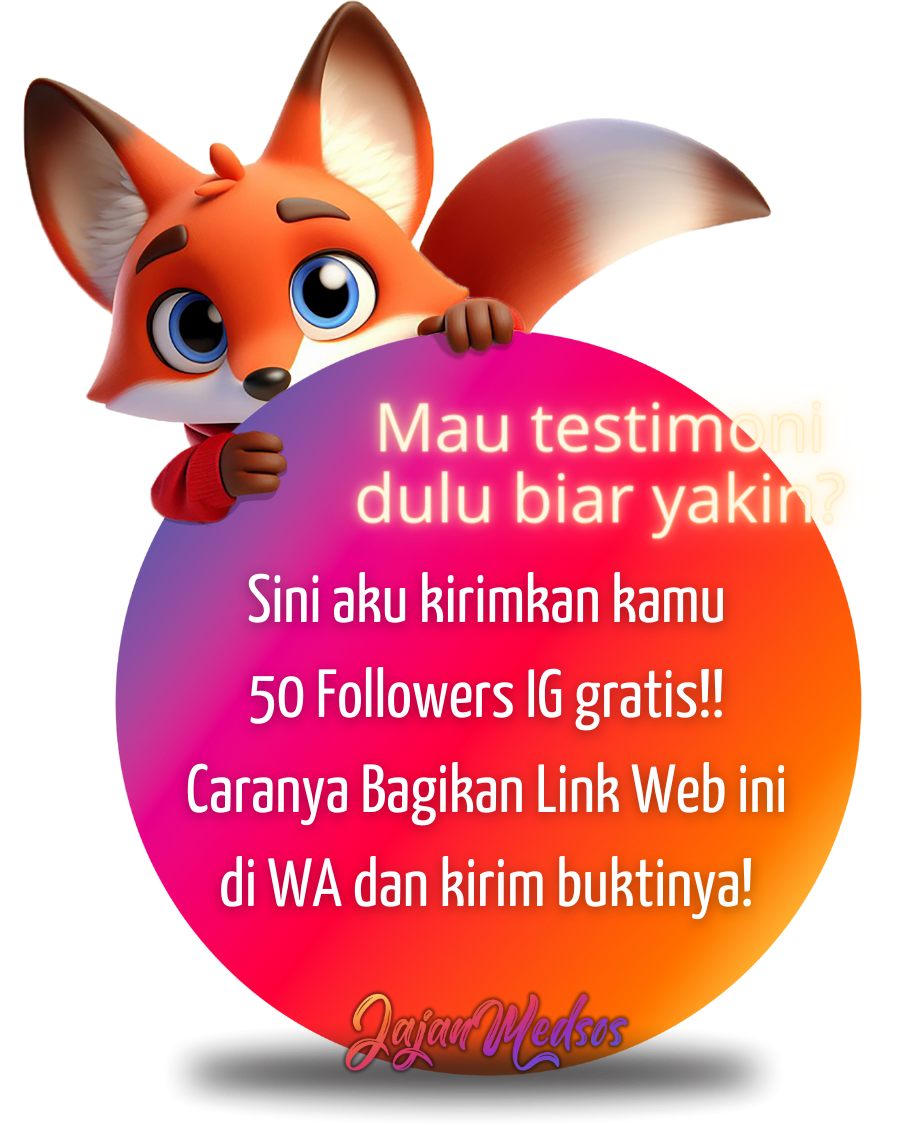 Mau testimoni
dulu biar yakin?
Sini aku kirimkan kamu
50 Followers IG gratis!!
Caranya Bagikan Link Web ini
di WA dan kirim buktinya!
JajanMedsos